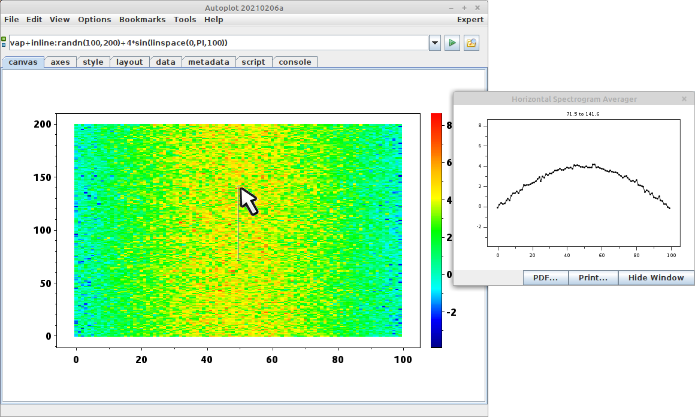 Autoplot 20210206a
File Edit View Options Bookmarks Tools Help Expert
vap+inline:randn(100,200)+4*sin(linspace(0,PI,100))
canvas axes style layout data metadata script console
200
150
100
50
0
0 20 40 60 80 100
8
6
4
2
0
-2
Horizontal Spectrogram Averager
71.5 to 141.6
8
6
4
2
0
-2
0 20 40 60 80 100
PDF... Print... Hide Window